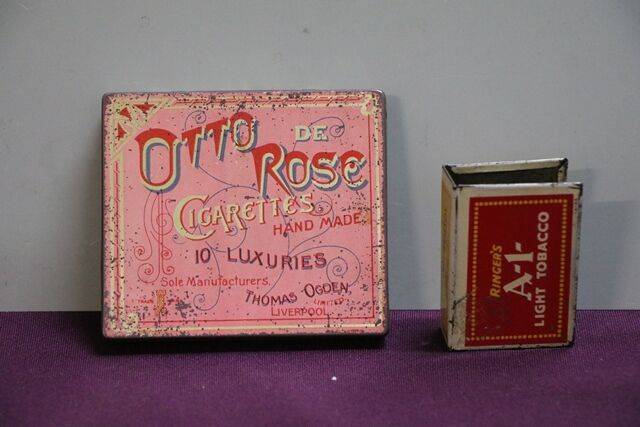 OTTO
DE
ROSE
CIGARETTES
HAND MADE
10 LUXURIES
Sole Manufacturers.
THOMAS OGDEN
LIMITED
LIVERPOOL
RINGER'S
A-1-
LIGHT TOBACCO